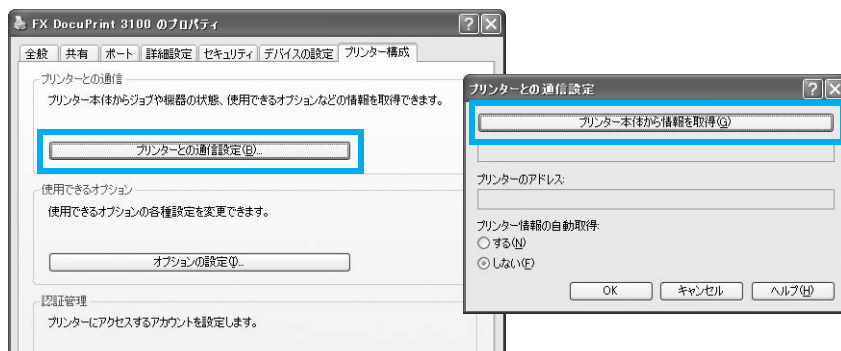 FX DocuPrint 3100 のプロパティ
全般 共有 ポート 詳細設定 セキュリティ デバイスの設定 プリンター構成
プリンターとの通信
プリンター本体からジョブや機器の状態、使用できるオプションなどの情報を取得できます。
プリンターとの通信設定(B)...
使用できるオプション
使用できるオプションの各種設定を変更できます。
オプションの設定(I)...
認証管理
プリンターにアクセスするアカウントを設定します。
プリンターとの通信設定
プリンター本体から情報を取得(G)
プリンターのアドレス:
プリンター情報の自動取得:
する(N)
しない(F)
OK キャンセル ヘルプ(H)